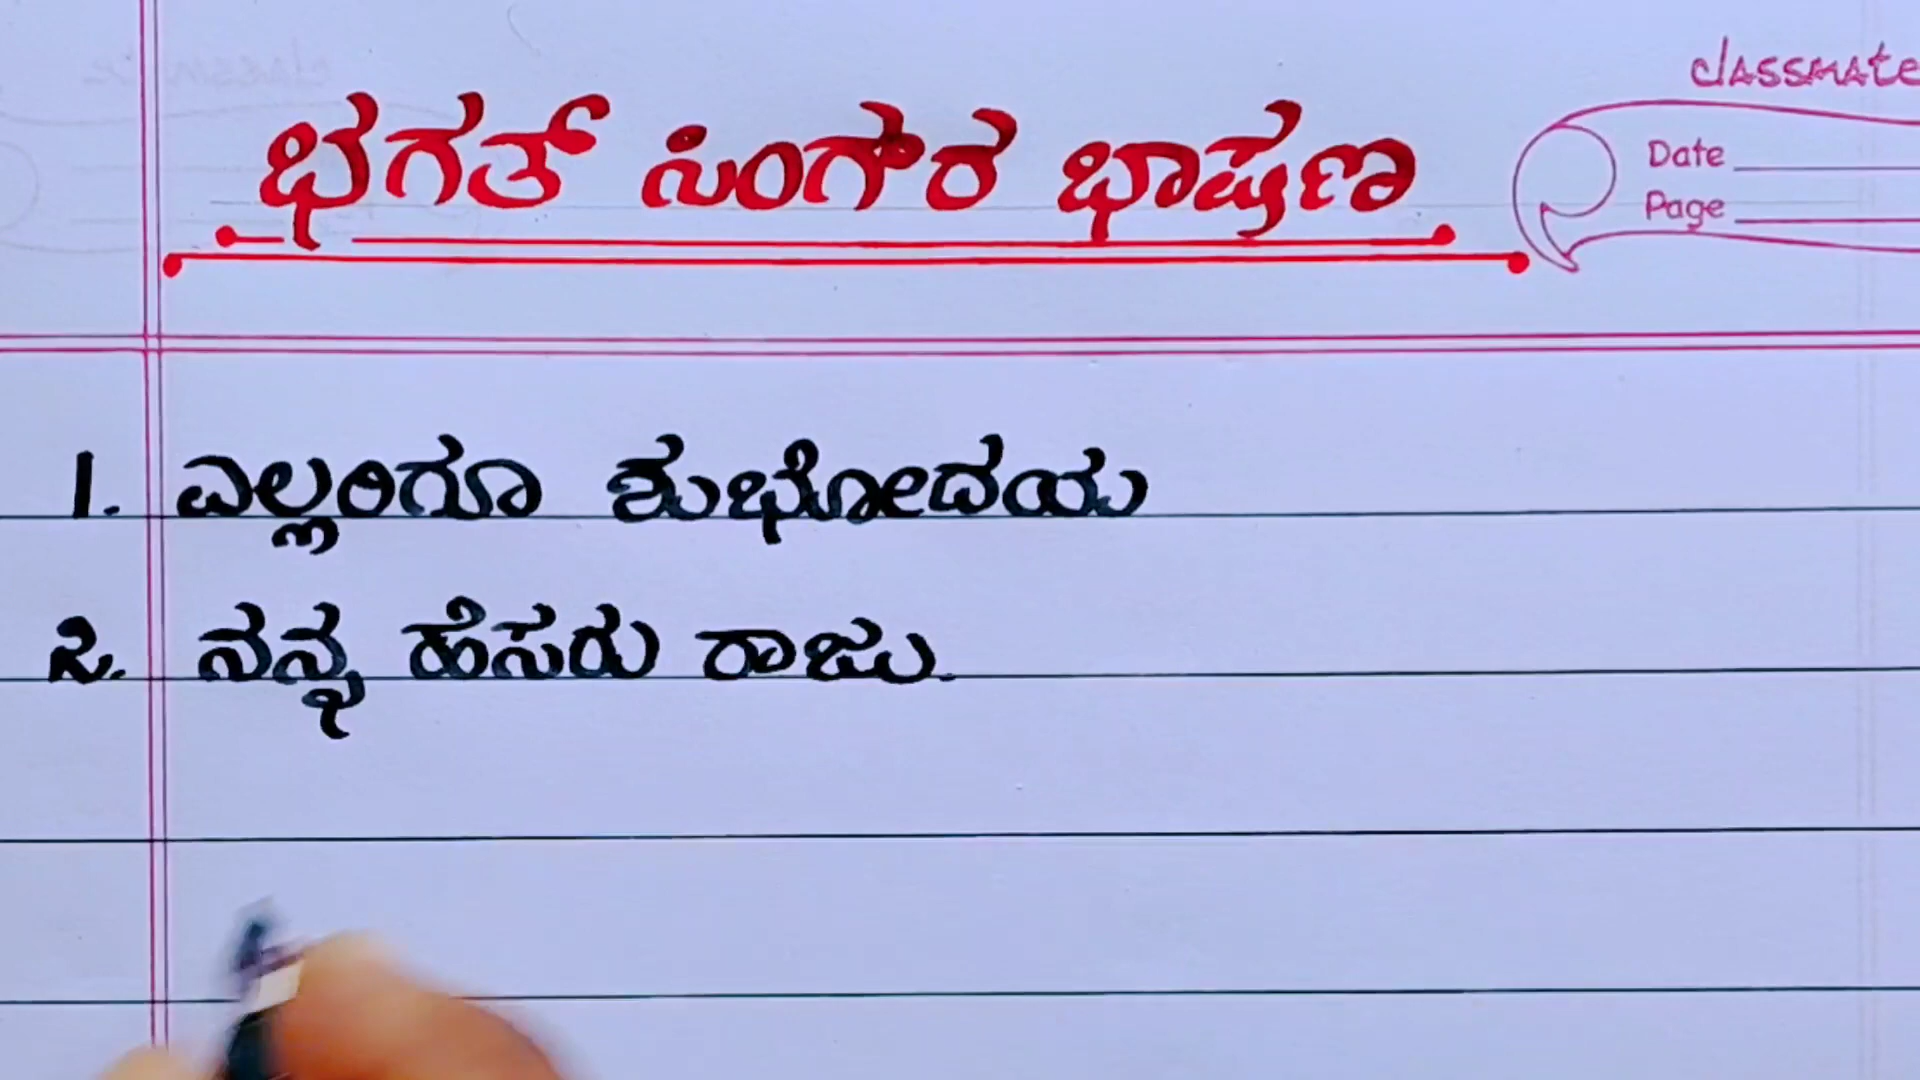 classmate
Date
Page
ಭಗತ್ ಸಿಂಗ್‌ರ ಭಾಷಣ
1. ಎಲ್ಲರಿಗೂ ಶುಭೋದಯ
2. ನನ್ನ ಹೆಸರು ರಾಜು.